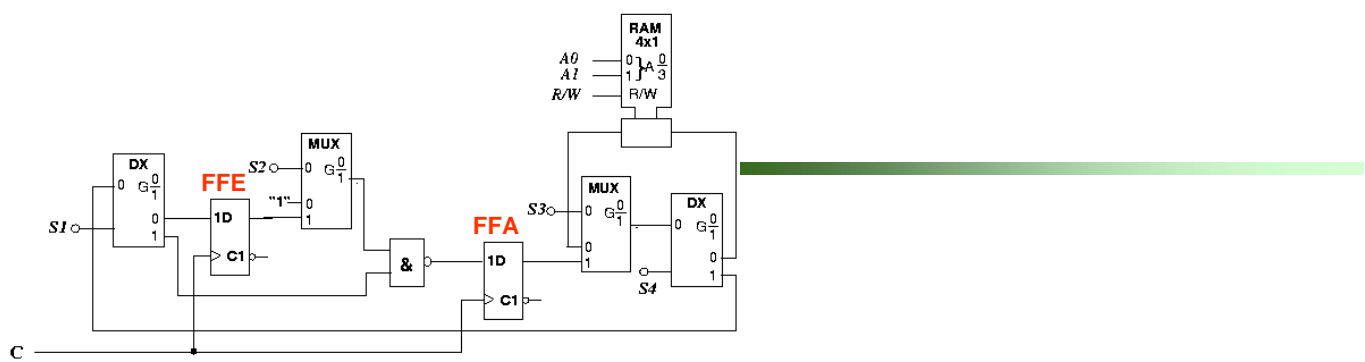 RAM
4x1
A0 0 } A 0/3
A1 1
R/W R/W
DX
0 G 0/1
0
1
S1
FFE
1D
C1
MUX
S2 0 G 0/1
"1" 0
1
&
FFA
1D
C1
MUX
S3 0 G 0/1
0
1
DX
0 G 0/1
0
1
S4
C